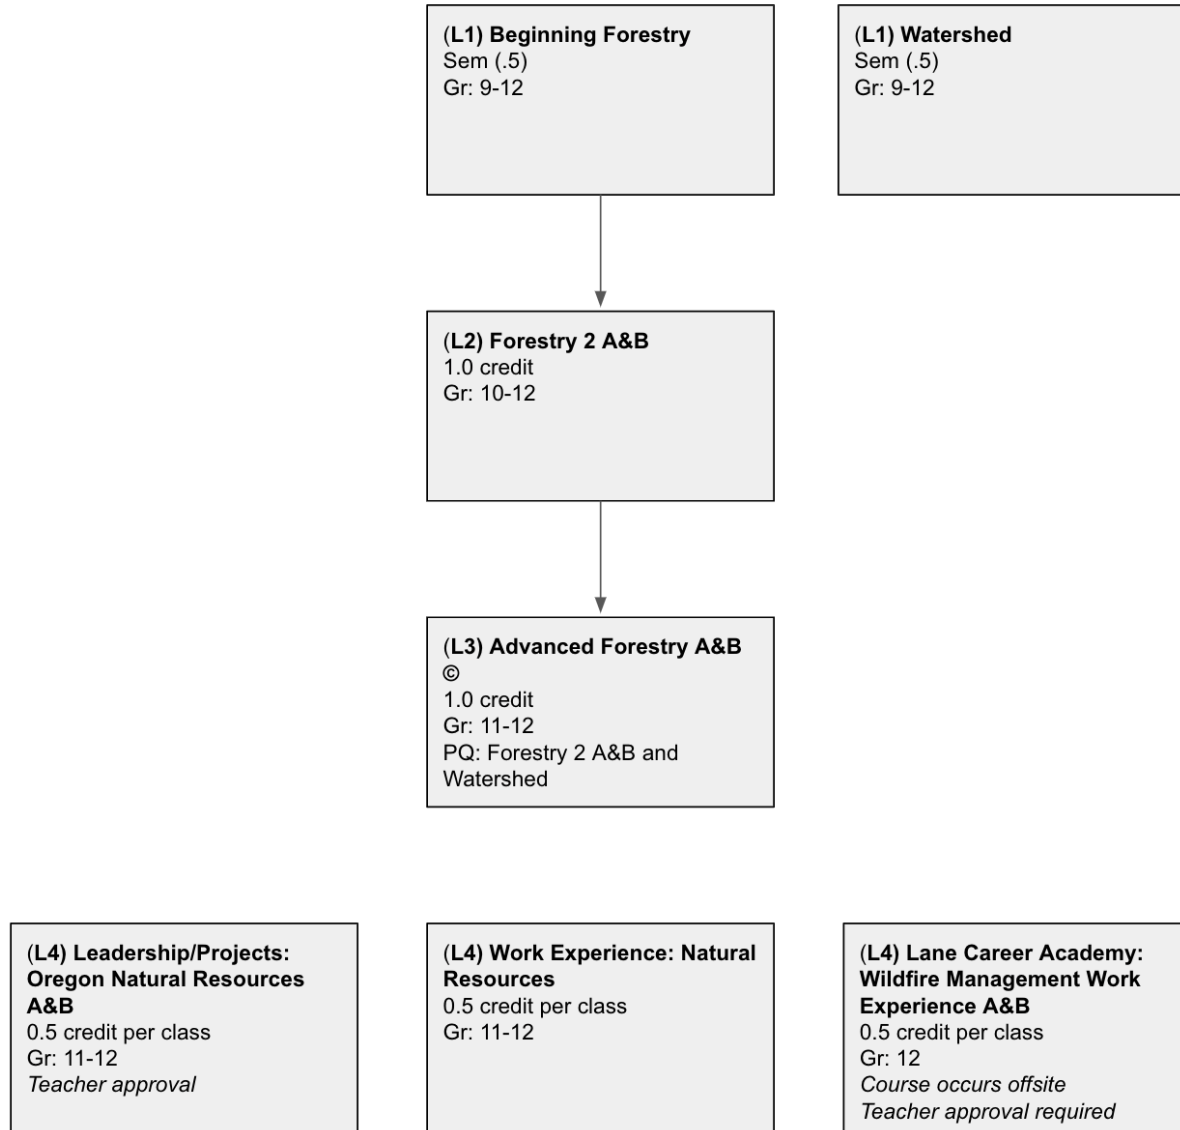 (L1) Beginning Forestry
Sem (.5)
Gr: 9-12
(L1) Watershed
Sem (.5)
Gr: 9-12
(L2) Forestry 2 A&B
1.0 credit
Gr: 10-12
(L3) Advanced Forestry A&B
©
1.0 credit
Gr: 11-12
PQ: Forestry 2 A&B and
Watershed
(L4) Leadership/Projects:
Oregon Natural Resources
A&B
0.5 credit per class
Gr: 11-12
Teacher approval
(L4) Work Experience: Natural
Resources
0.5 credit per class
Gr: 11-12
(L4) Lane Career Academy:
Wildfire Management Work
Experience A&B
0.5 credit per class
Gr: 12
Course occurs offsite
Teacher approval required